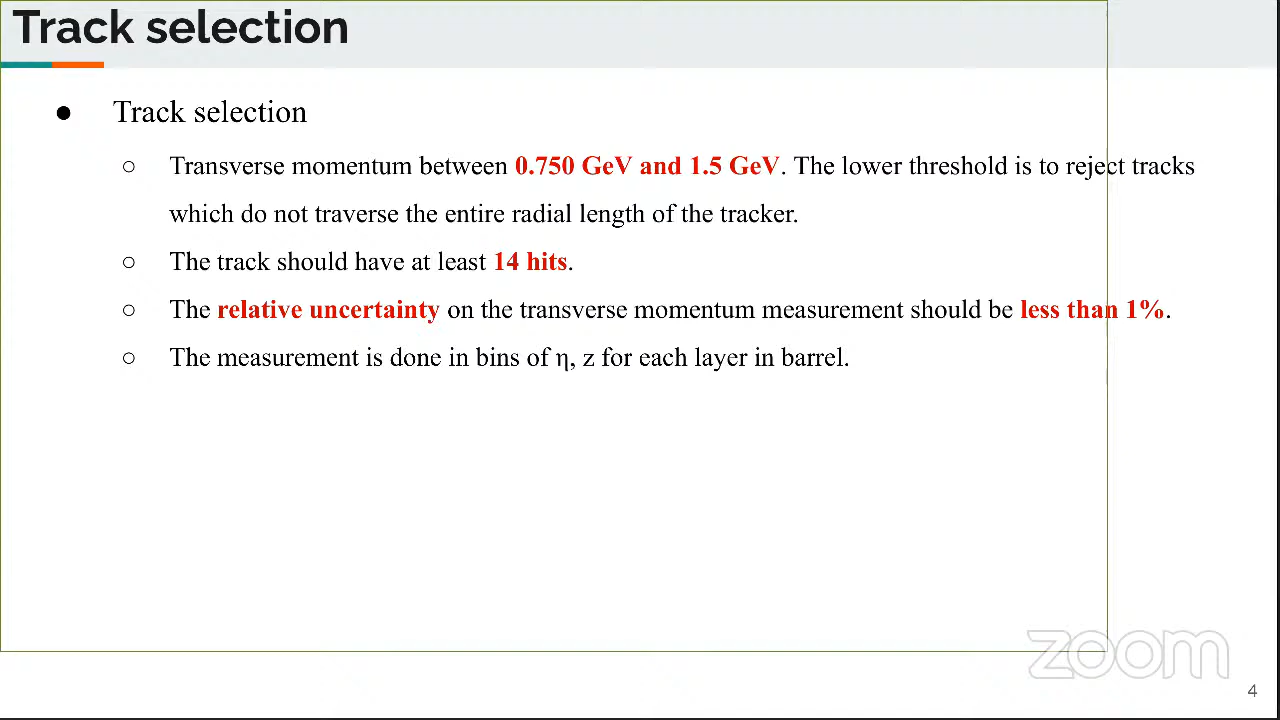 Track selection
● Track selection
○ Transverse momentum between 0.750 GeV and 1.5 GeV. The lower threshold is to reject tracks
which do not traverse the entire radial length of the tracker.
○ The track should have at least 14 hits.
○ The relative uncertainty on the transverse momentum measurement should be less than 1%.
○ The measurement is done in bins of η, z for each layer in barrel.
zoom
4